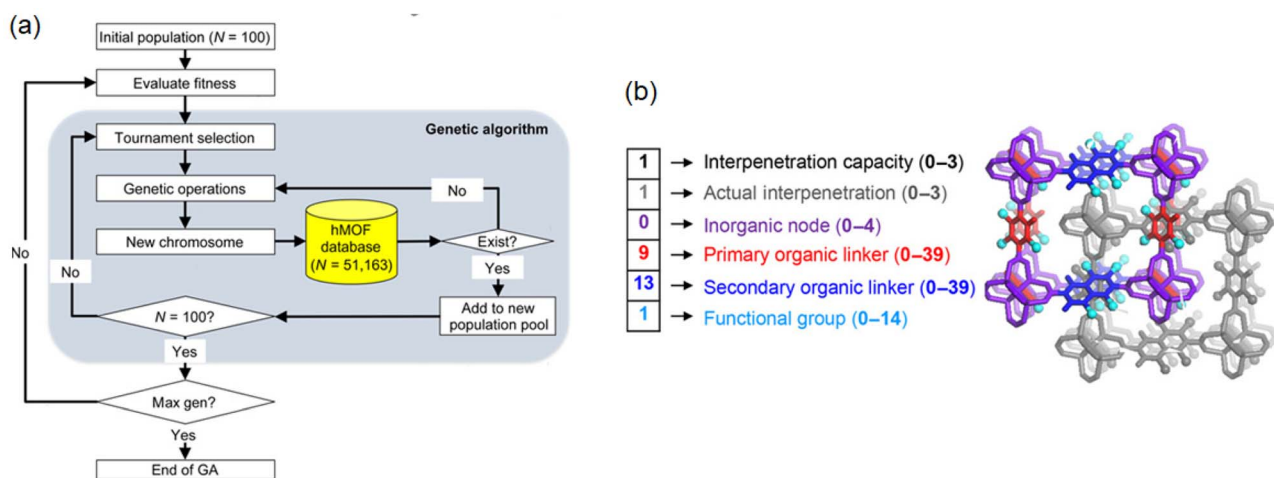 (a)
Initial population (N = 100)
Evaluate fitness
Genetic algorithm
Tournament selection
Genetic operations
No
New chromosome
hMOF
database
(N = 51,163)
Exist?
No
No
Yes
N = 100?
Add to new
population pool
Yes
Max gen?
Yes
End of GA
(b)
1 → Interpenetration capacity (0–3)
1 → Actual interpenetration (0–3)
0 → Inorganic node (0–4)
9 → Primary organic linker (0–39)
13 → Secondary organic linker (0–39)
1 → Functional group (0–14)